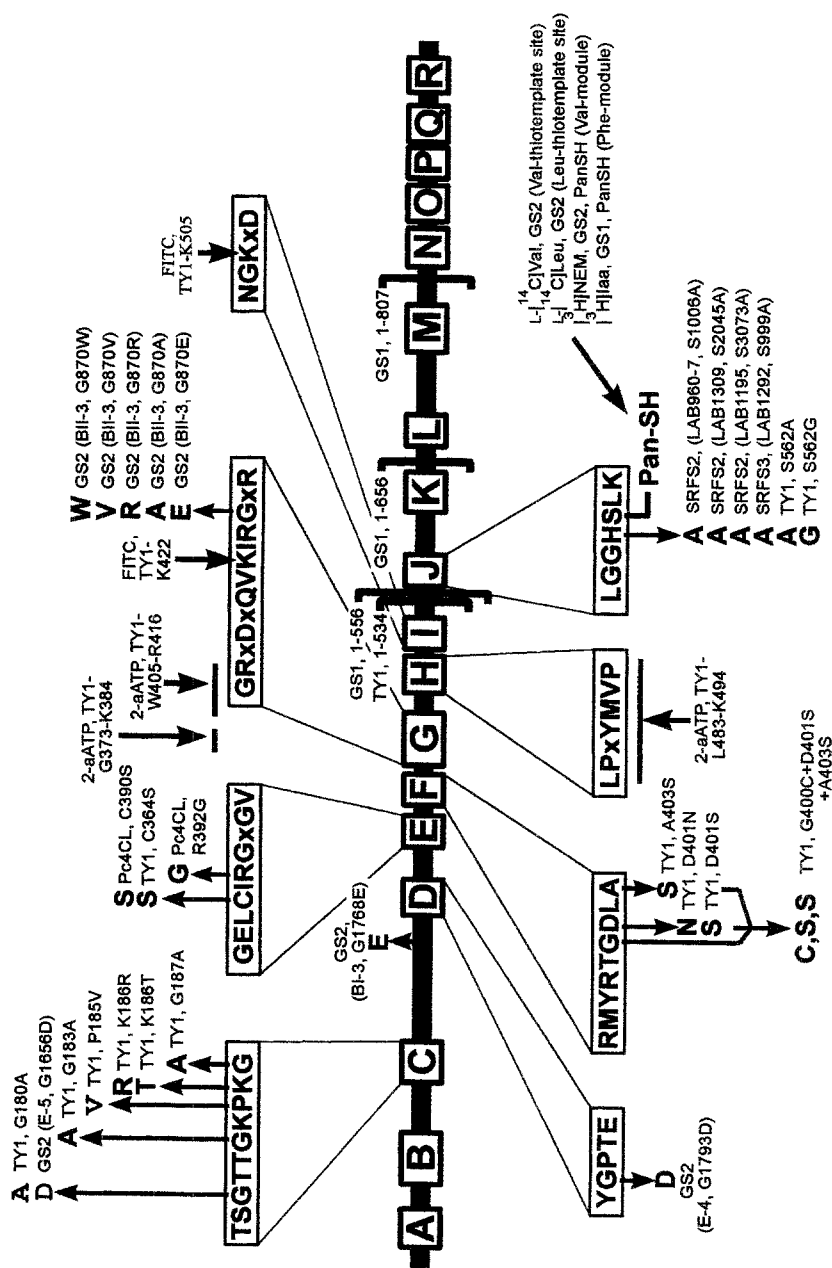 A TY1, G180A
D GS2 (E-5, G1656D)
A TY1, G183A
V TY1, P185V
R TY1, K186R
T TY1, K186T
A TY1, G187A
TSGTTGKPKG
S Pc4CL, C390S
S TY1, C364S
G Pc4CL,
R392G
GELCIRGxGV
2-aATP, TY1-
G373-K384
2-aATP, TY1-
W405-R416
FITC,
TY1-
K422
W GS2 (BII-3, G870W)
V GS2 (BII-3, G870V)
R GS2 (BII-3, G870R)
A GS2 (BII-3, G870A)
E GS2 (BII-3, G870E)
GRxDxQVKIRGxR
FITC,
TY1-K505
NGKxD
GS2,
(BI-3, G1768E)
E
GS1, 1-556
TY1, 1-534
GS1, 1-656
GS1, 1-807
A B C D E F G H I J K L M N O P Q R
YGPTE
D
GS2
(E-4, G1793D)
RMYRTGDLA
S TY1, A403S
N TY1, D401N
S TY1, D401S
C,S,S TY1, G400C+D401S
+A403S
LPxYMVP
2-aATP, TY1-
L483-K494
LGGHSLK
Pan-SH
L-[14C]Val, GS2 (Val-thiotemplate site)
L-[14C]Leu, GS2 (Leu-thiotemplate site)
[3H]NEM, GS2, PanSH (Val-module)
[3H]Iaa, GS1, PanSH (Phe-module)
A SRFS2, (LAB960-7, S1006A)
A SRFS2, (LAB1309, S2045A)
A SRFS2, (LAB1195, S3073A)
A SRFS3, (LAB1292, S999A)
A TY1, S562A
G TY1, S562G